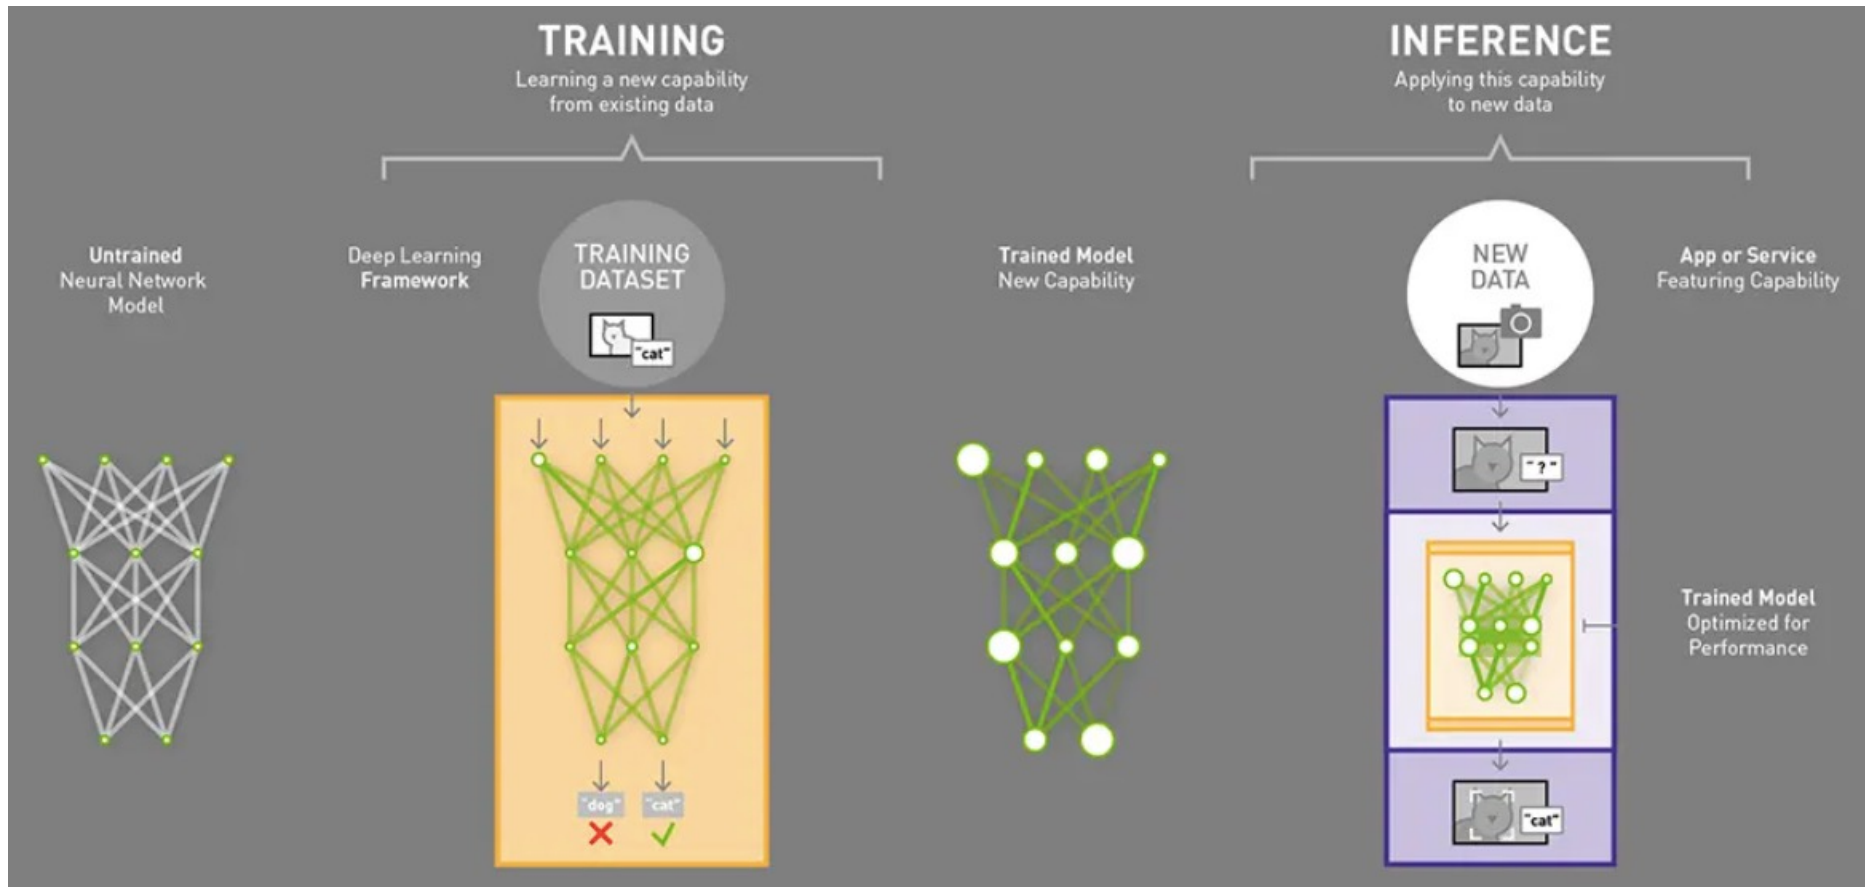 TRAINING
Learning a new capability
from existing data
INFERENCE
Applying this capability
to new data
Untrained
Neural Network
Model
Deep Learning
Framework
TRAINING
DATASET
"cat"
Trained Model
New Capability
NEW
DATA
App or Service
Featuring Capability
"?"
Trained Model
Optimized for
Performance
"dog"
"cat"
"cat"